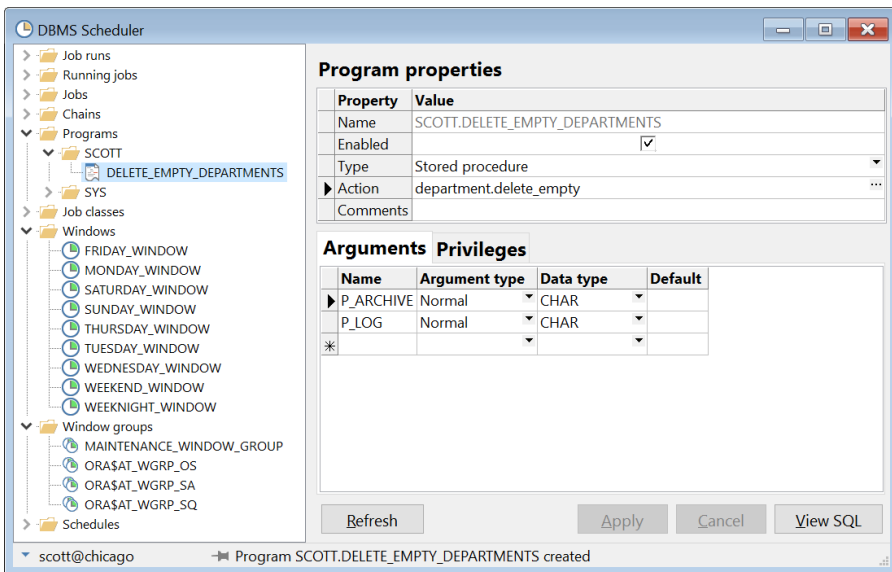 DBMS Scheduler
Job runs
Running jobs
Jobs
Chains
Programs
SCOTT
DELETE_EMPTY_DEPARTMENTS
SYS
Job classes
Windows
FRIDAY_WINDOW
MONDAY_WINDOW
SATURDAY_WINDOW
SUNDAY_WINDOW
THURSDAY_WINDOW
TUESDAY_WINDOW
WEDNESDAY_WINDOW
WEEKEND_WINDOW
WEEKNIGHT_WINDOW
Window groups
MAINTENANCE_WINDOW_GROUP
ORA$AT_WGRP_OS
ORA$AT_WGRP_SA
ORA$AT_WGRP_SQ
Schedules
Program properties
Property Value
Name SCOTT.DELETE_EMPTY_DEPARTMENTS
Enabled
Type Stored procedure
Action department.delete_empty ...
Comments
Arguments Privileges
Name Argument type Data type Default
P_ARCHIVE Normal CHAR
P_LOG Normal CHAR
Refresh Apply Cancel View SQL
scott@chicago Program SCOTT.DELETE_EMPTY_DEPARTMENTS created